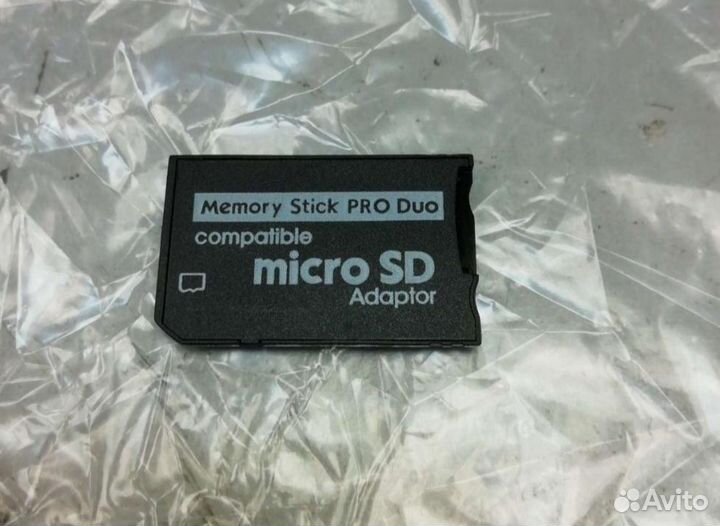 Memory Stick PRO Duo
compatible
micro SD
Adaptor
Avito